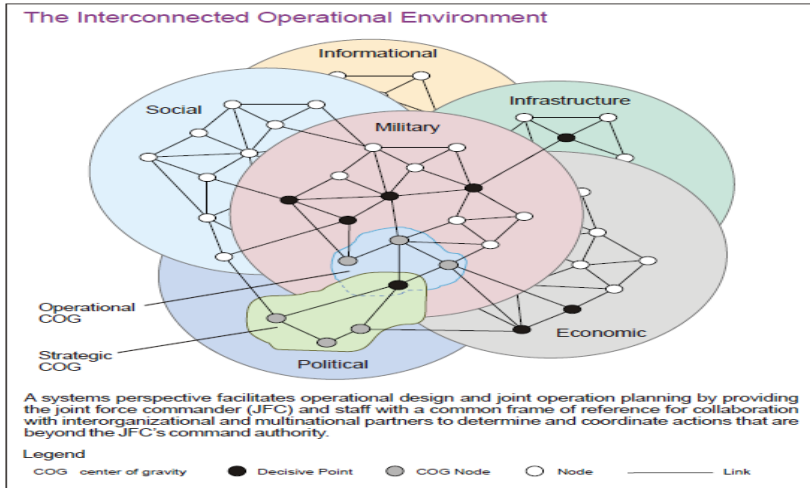 The Interconnected Operational Environment
Informational
Social
Infrastructure
Military
Operational
COG
Strategic
COG
Economic
Political
A systems perspective facilitates operational design and joint operation planning by providing
the joint force commander (JFC) and staff with a common frame of reference for collaboration
with interorganizational and multinational partners to determine and coordinate actions that are
beyond the JFC's command authority.
Legend
COG center of gravity Decisive Point COG Node Node Link